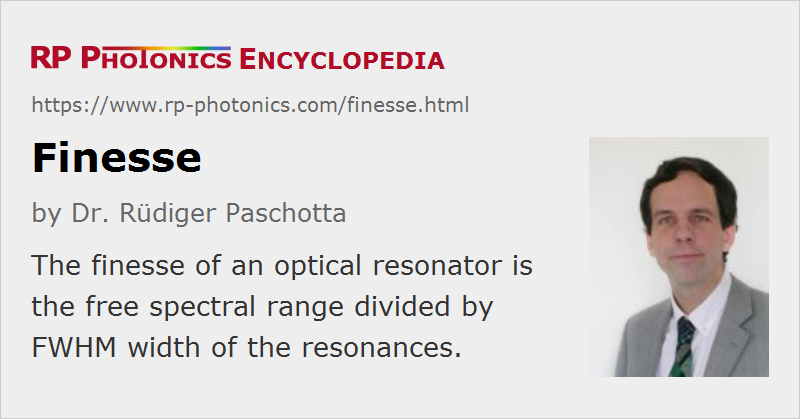 RP PHOTONICS ENCYCLOPEDIA
https://www.rp-photonics.com/finesse.html
Finesse
by Dr. Rüdiger Paschotta
The finesse of an optical resonator is
the free spectral range divided by
FWHM width of the resonances.